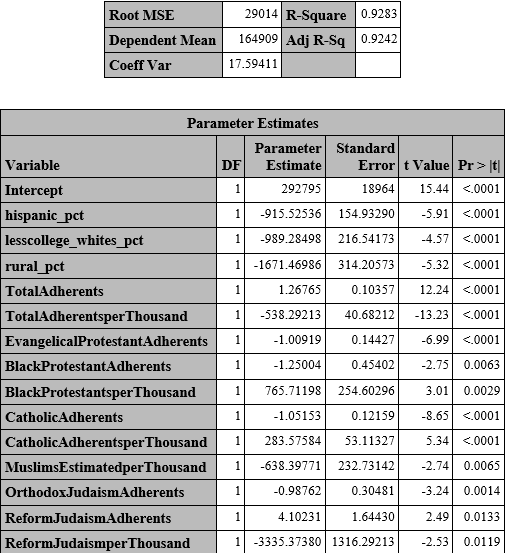 Root MSE 29014 R-Square 0.9283
Dependent Mean 164909 Adj R-Sq 0.9242
Coeff Var 17.59411
Parameter Estimates
Variable DF Parameter Estimate Standard Error t Value Pr > |t|
Intercept 1 292795 18964 15.44 <.0001
hispanic_pct 1 -915.52536 154.93290 -5.91 <.0001
lesscollege_whites_pct 1 -989.28498 216.54173 -4.57 <.0001
rural_pct 1 -1671.46986 314.20573 -5.32 <.0001
TotalAdherents 1 1.26765 0.10357 12.24 <.0001
TotalAdherentsperThousand 1 -538.29213 40.68212 -13.23 <.0001
EvangelicalProtestantAdherents 1 -1.00919 0.14427 -6.99 <.0001
BlackProtestantAdherents 1 -1.25004 0.45402 -2.75 0.0063
BlackProtestantsperThousand 1 765.71198 254.60296 3.01 0.0029
CatholicAdherents 1 -1.05153 0.12159 -8.65 <.0001
CatholicAdherentsperThousand 1 283.57584 53.11327 5.34 <.0001
MuslimsEstimatedperThousand 1 -638.39771 232.73142 -2.74 0.0065
OrthodoxJudaismAdherents 1 -0.98762 0.30481 -3.24 0.0014
ReformJudaismAdherents 1 4.10231 1.64430 2.49 0.0133
ReformJudaismperThousand 1 -3335.37380 1316.29213 -2.53 0.0119